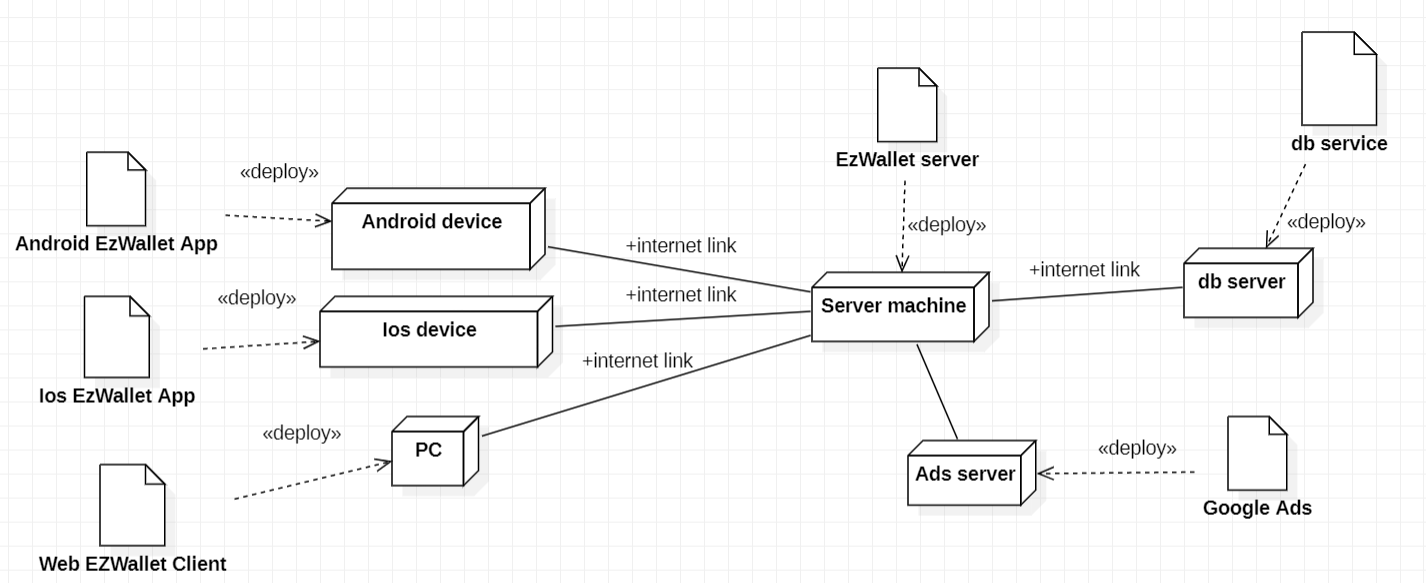 EzWallet server
db service
«deploy»
Android EzWallet App
Android device
«deploy»
«deploy»
+internet link
+internet link
db server
«deploy»
Ios EzWallet App
Ios device
+internet link
Server machine
+internet link
«deploy»
Web EZWallet Client
PC
Ads server
«deploy»
Google Ads